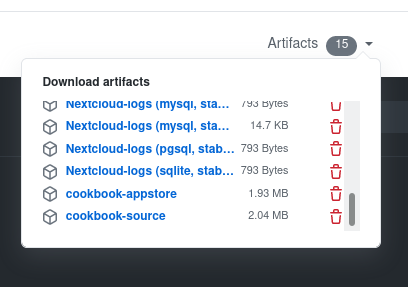 Artifacts 15
Download artifacts
Nextcloud-logs (mysql, sta... 793 Bytes
Nextcloud-logs (mysql, sta... 14.7 KB
Nextcloud-logs (pgsql, stab... 793 Bytes
Nextcloud-logs (sqlite, stab... 793 Bytes
cookbook-appstore 1.93 MB
cookbook-source 2.04 MB